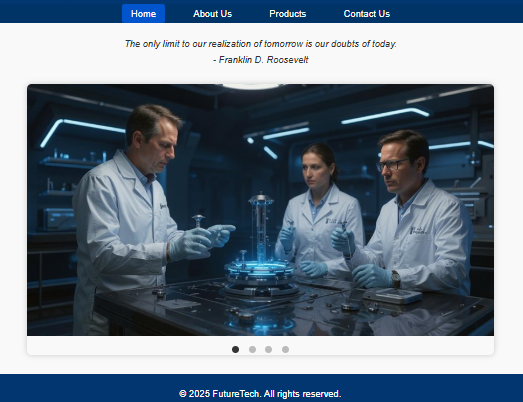 Home About Us Products Contact Us
The only limit to our realization of tomorrow is our doubts of today.
- Franklin D. Roosevelt
© 2025 FutureTech. All rights reserved.